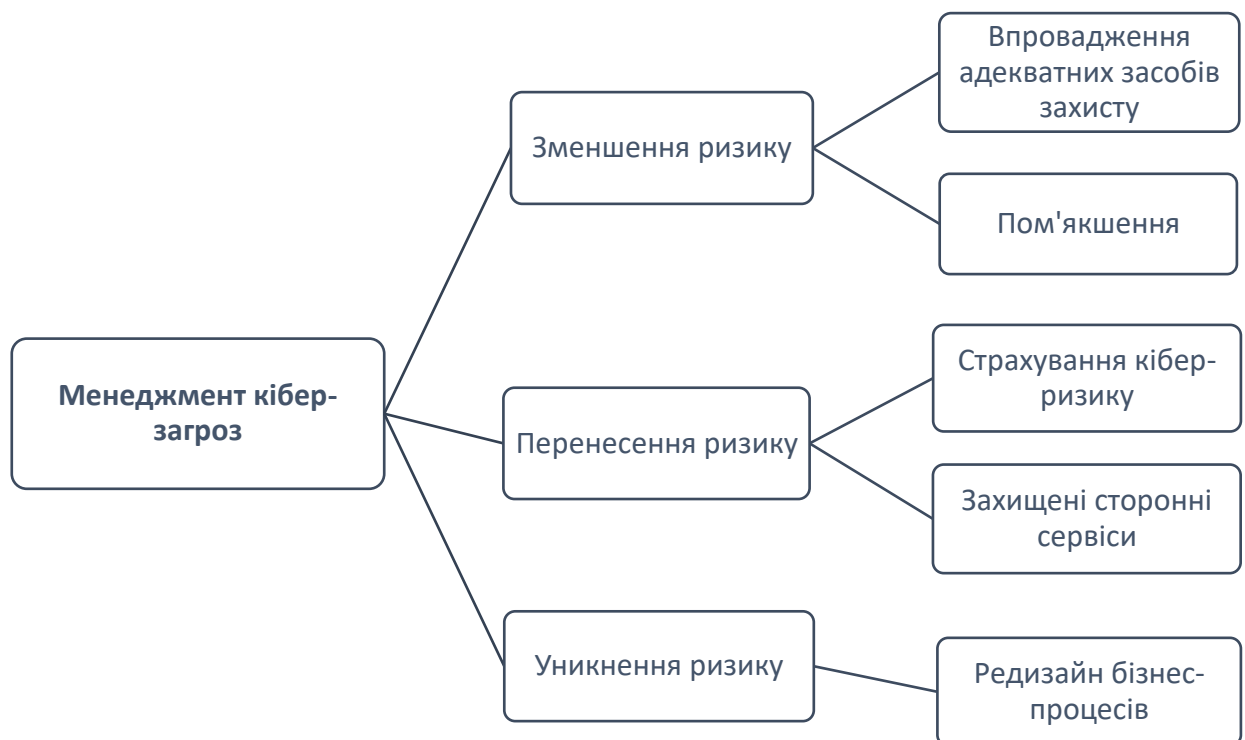 Впровадження
адекватних засобів
захисту
Зменшення ризику
Пом'якшення
Менеджмент кібер-
загроз
Страхування кібер-
ризику
Перенесення ризику
Захищені сторонні
сервіси
Уникнення ризику
Редизайн бізнес-
процесів